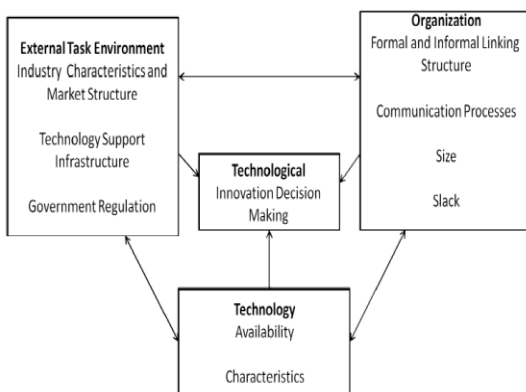 External Task Environment
Industry Characteristics and
Market Structure
Technology Support
Infrastructure
Government Regulation
Organization
Formal and Informal Linking
Structure
Communication Processes
Size
Slack
Technological
Innovation Decision
Making
Technology
Availability
Characteristics